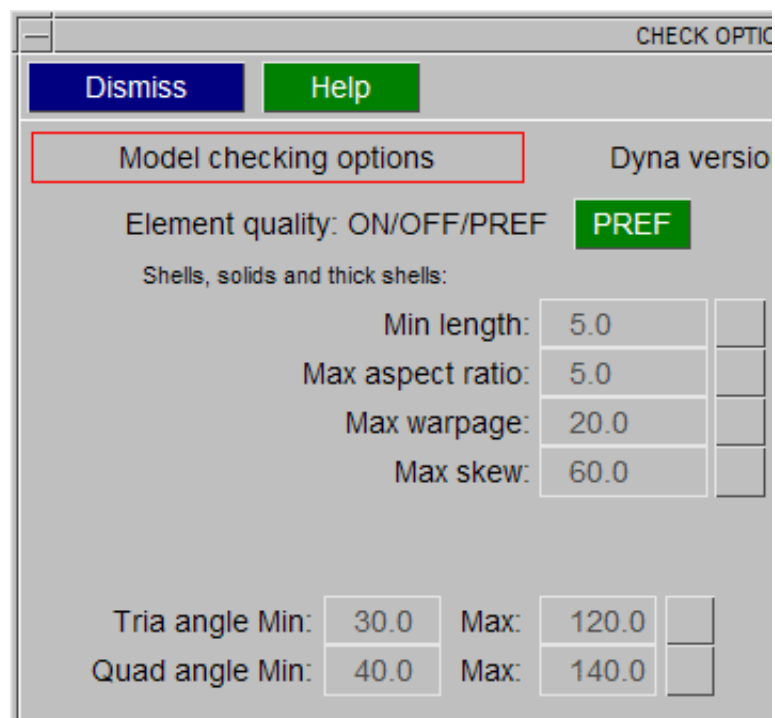 CHECK OPTIO
Dismiss Help
Model checking options Dyna versio
Element quality: ON/OFF/PREF PREF
Shells, solids and thick shells:
Min length: 5.0
Max aspect ratio: 5.0
Max warpage: 20.0
Max skew: 60.0
Tria angle Min: 30.0 Max: 120.0
Quad angle Min: 40.0 Max: 140.0